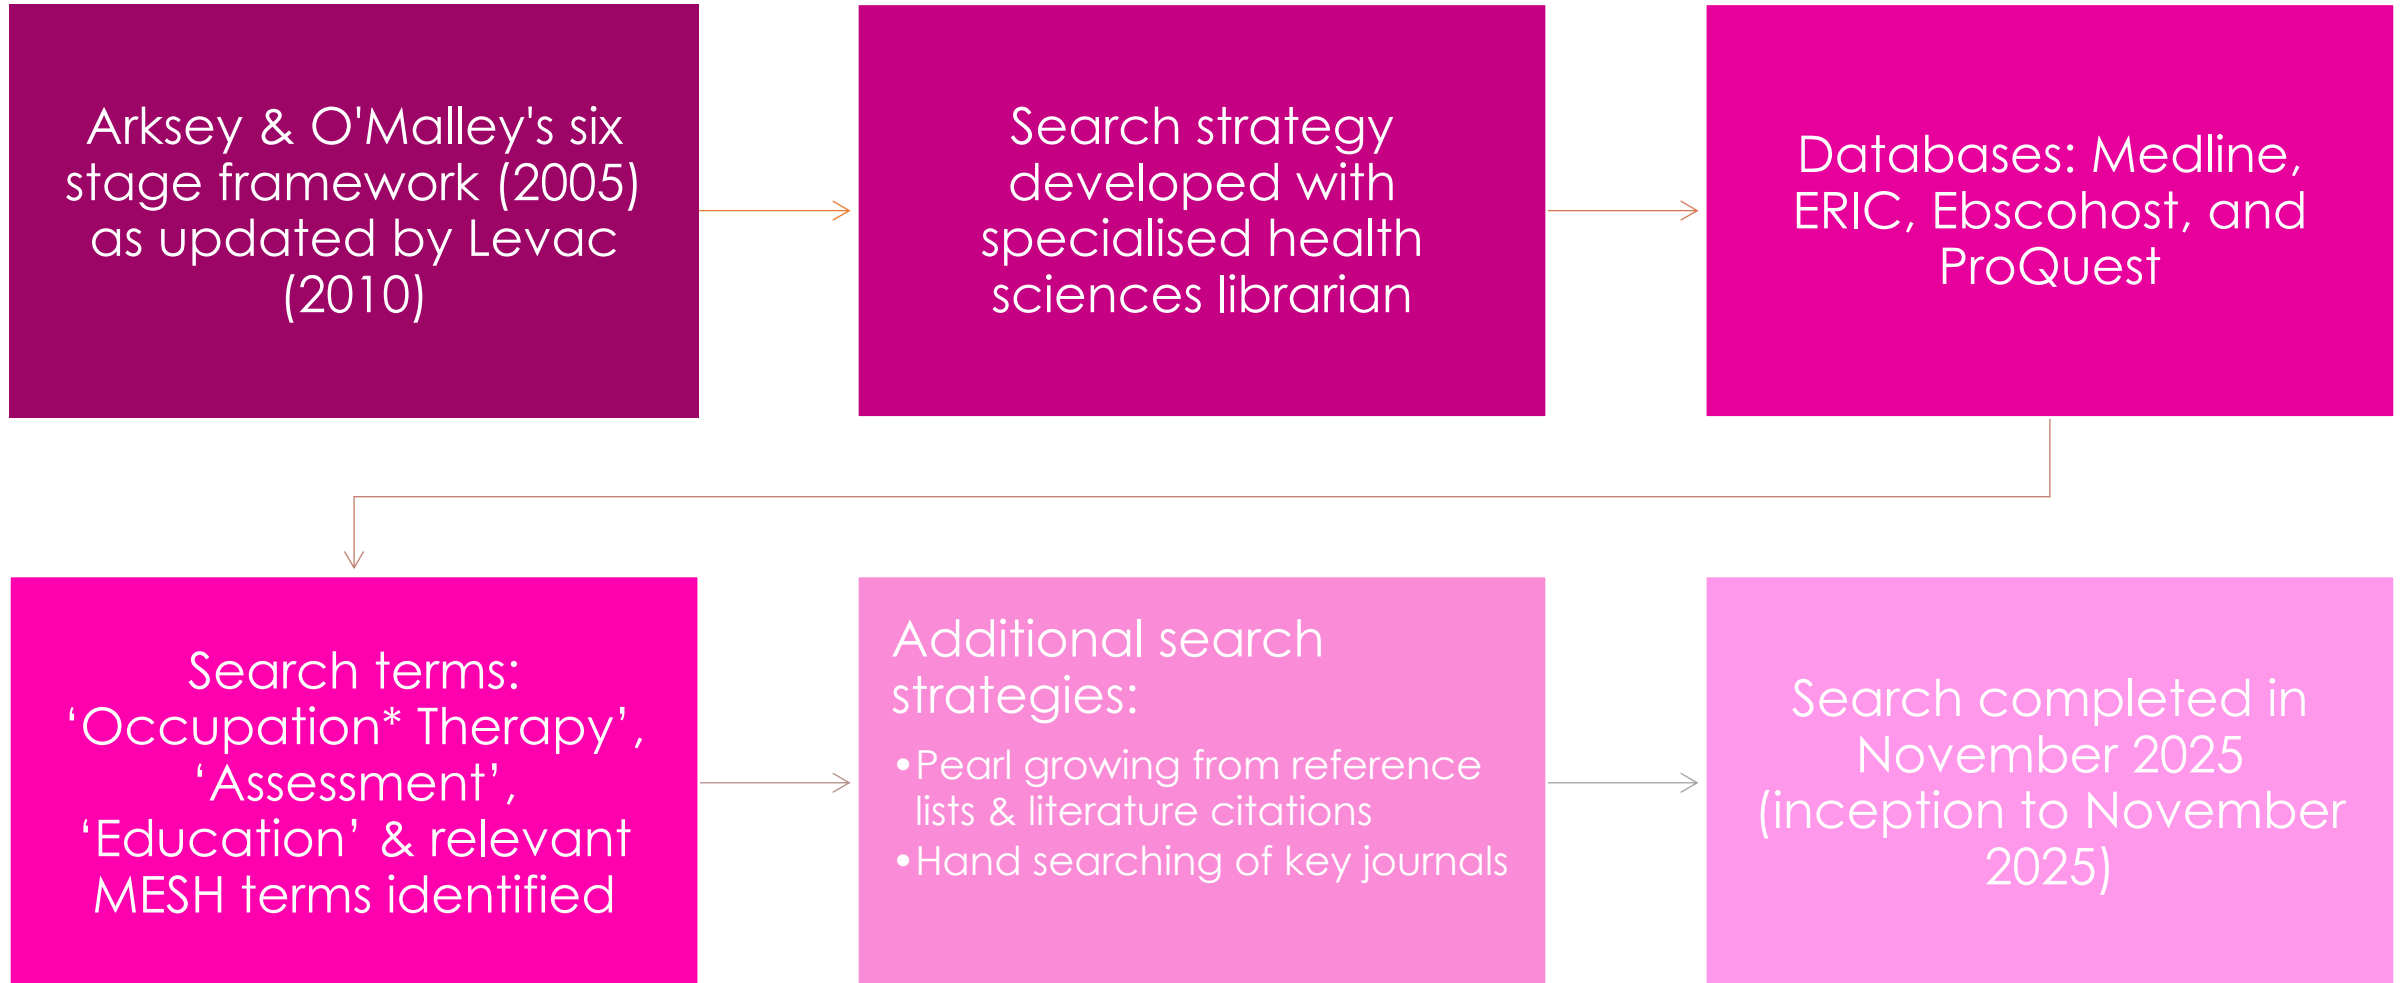 Arksey & O'Malley's six
stage framework (2005)
as updated by Levac
(2010)
Search strategy
developed with
specialised health
sciences librarian
Databases: Medline,
ERIC, Ebscohost, and
ProQuest
Search terms:
‘Occupation* Therapy’,
‘Assessment’,
‘Education’ & relevant
MESH terms identified
Additional search
strategies:
•Pearl growing from reference
lists & literature citations
•Hand searching of key journals
Search completed in
November 2025
(inception to November
2025)